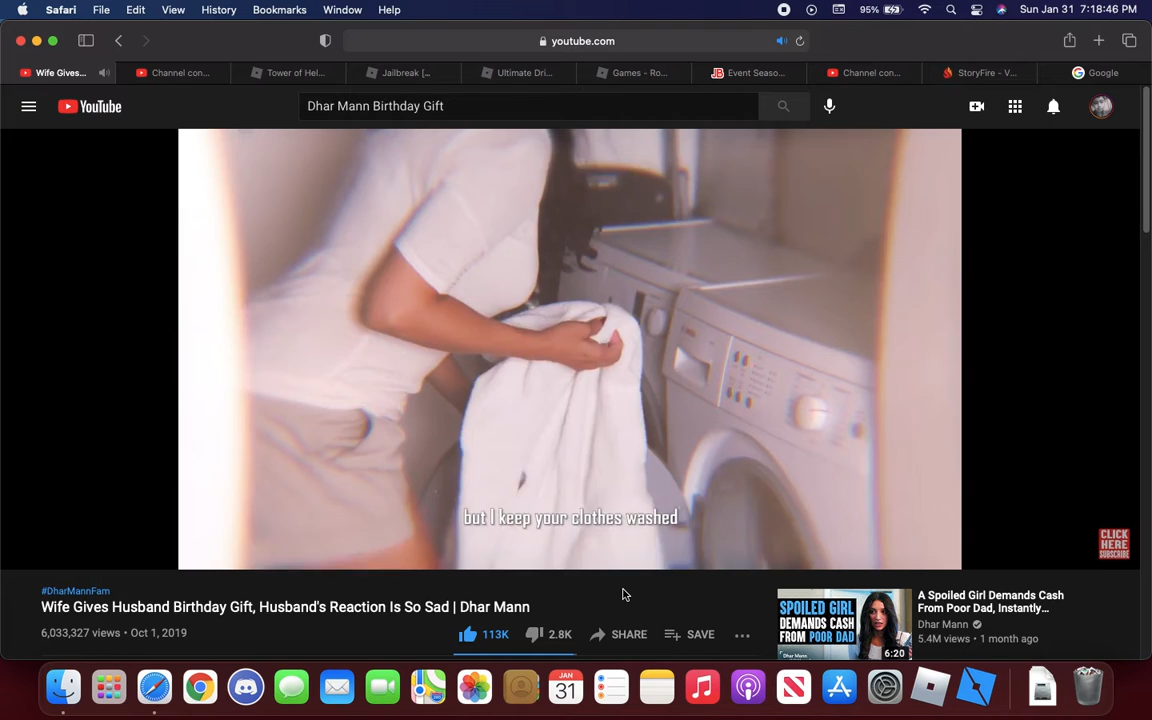 Safari File Edit View History Bookmarks Window Help 95% Sun Jan 31 7:18:46 PM
youtube.com
Wife Gives... Channel con... Tower of Hel... Jailbreak [... Ultimate Dri... Games - Ro... JB Event Seaso... Channel con... StoryFire - V... Google
YouTube Dhar Mann Birthday Gift
but I keep your clothes washed
CLICK
HERE
SUBSCRIBE
#DharMannFam
Wife Gives Husband Birthday Gift, Husband's Reaction Is So Sad | Dhar Mann
6,033,327 views • Oct 1, 2019
113K 2.8K SHARE SAVE
SPOILED GIRL
DEMANDS CASH
FROM POOR DAD
Dhar Mann
6:20
A Spoiled Girl Demands Cash
From Poor Dad, Instantly...
Dhar Mann
5.4M views • 1 month ago
JAN
31